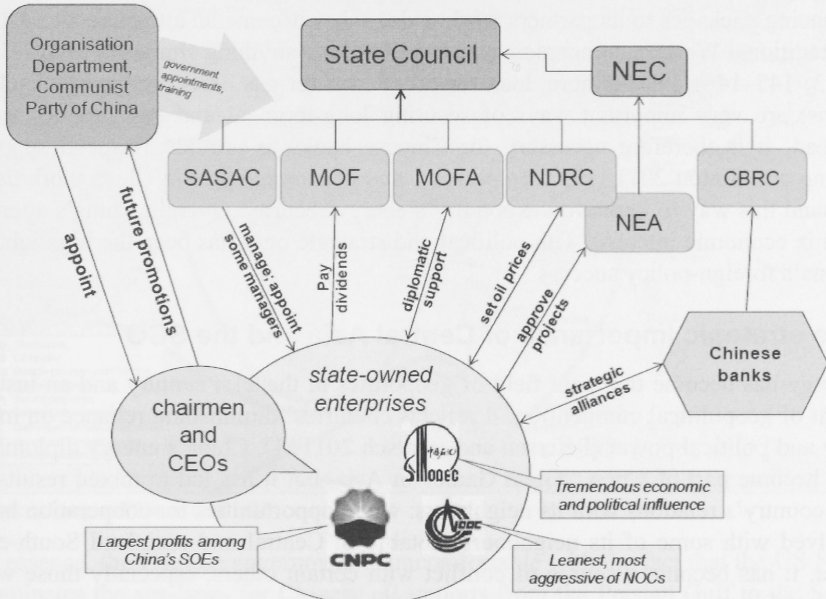 Organisation
Department,
Communist
Party of China
government
appointments,
training
State Council
NEC
SASAC
MOF
MOFA
NDRC
CBRC
NEA
appoint
future promotions
manage: appoint
some managers
Pay
dividends
diplomatic
support
set oil prices
approve
projects
strategic
alliances
Chinese
banks
state-owned
enterprises
chairmen
and
CEOs
CNPC
Tremendous economic
and political influence
Largest profits among
China's SOEs
Leanest, most
aggressive of NOCs